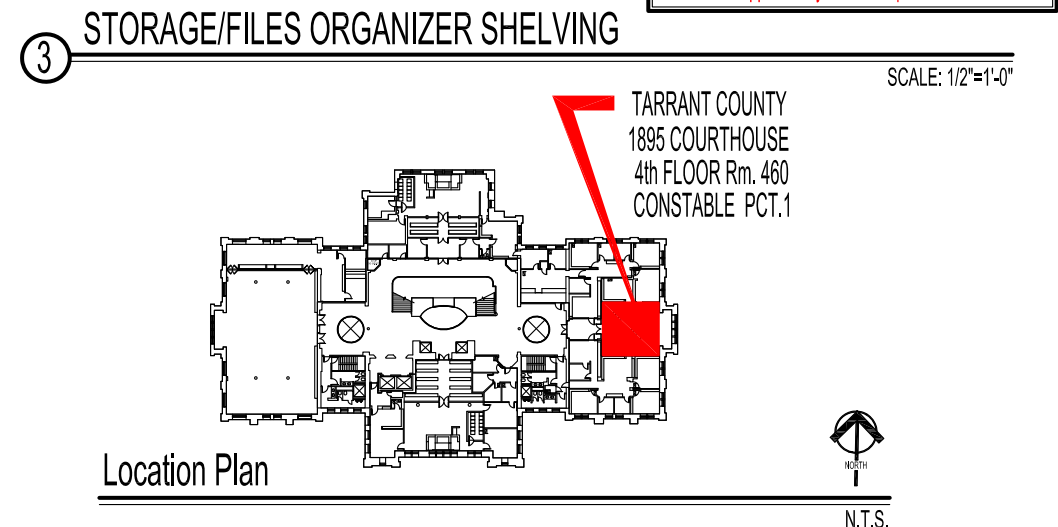 3
STORAGE/FILES ORGANIZER SHELVING
SCALE: 1/2"=1'-0"
TARRANT COUNTY
1895 COURTHOUSE
4th FLOOR Rm. 460
CONSTABLE PCT.1
Location Plan
NORTH
N.T.S.